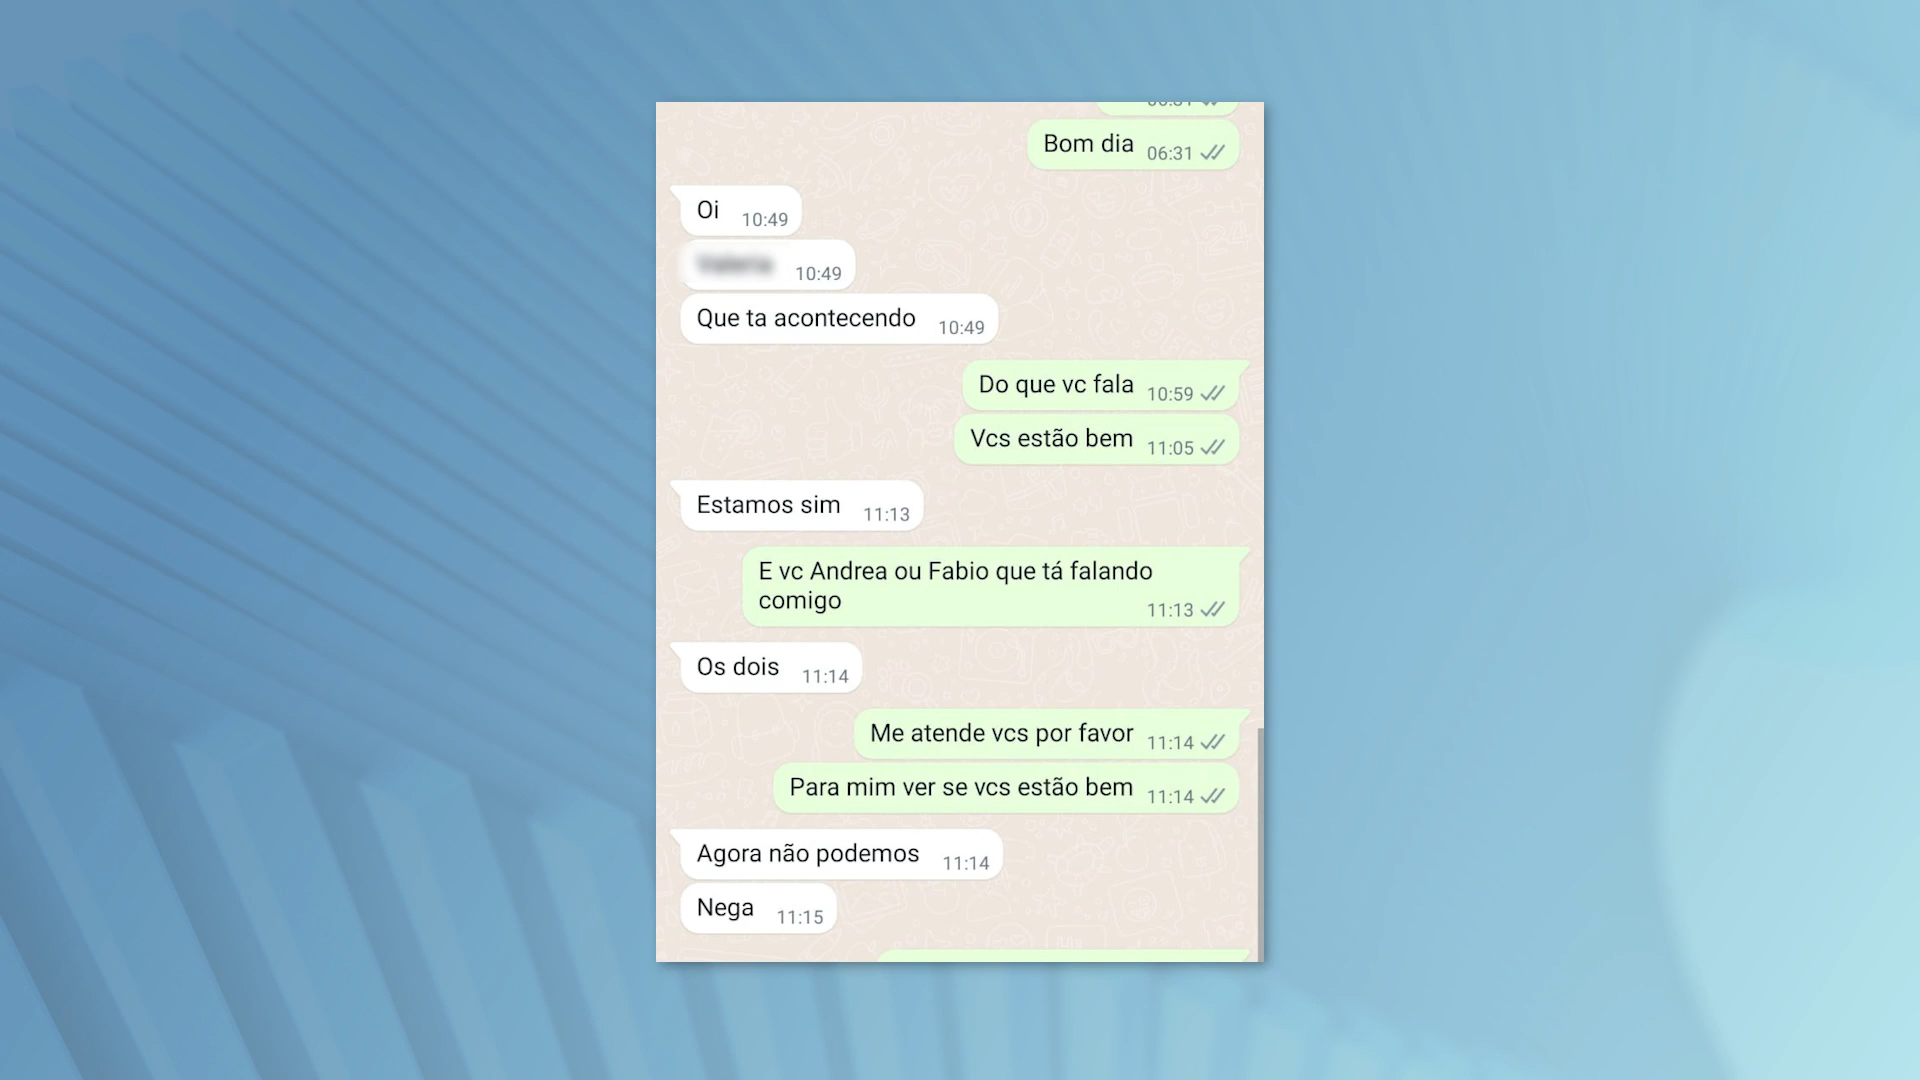 Bom dia 06:31
Oi 10:49
10:49
Que ta acontecendo 10:49
Do que vc fala 10:59
Vcs estão bem 11:05
Estamos sim 11:13
E vc Andrea ou Fabio que tá falando
comigo 11:13
Os dois 11:14
Me atende vcs por favor 11:14
Para mim ver se vcs estão bem 11:14
Agora não podemos 11:14
Nega 11:15